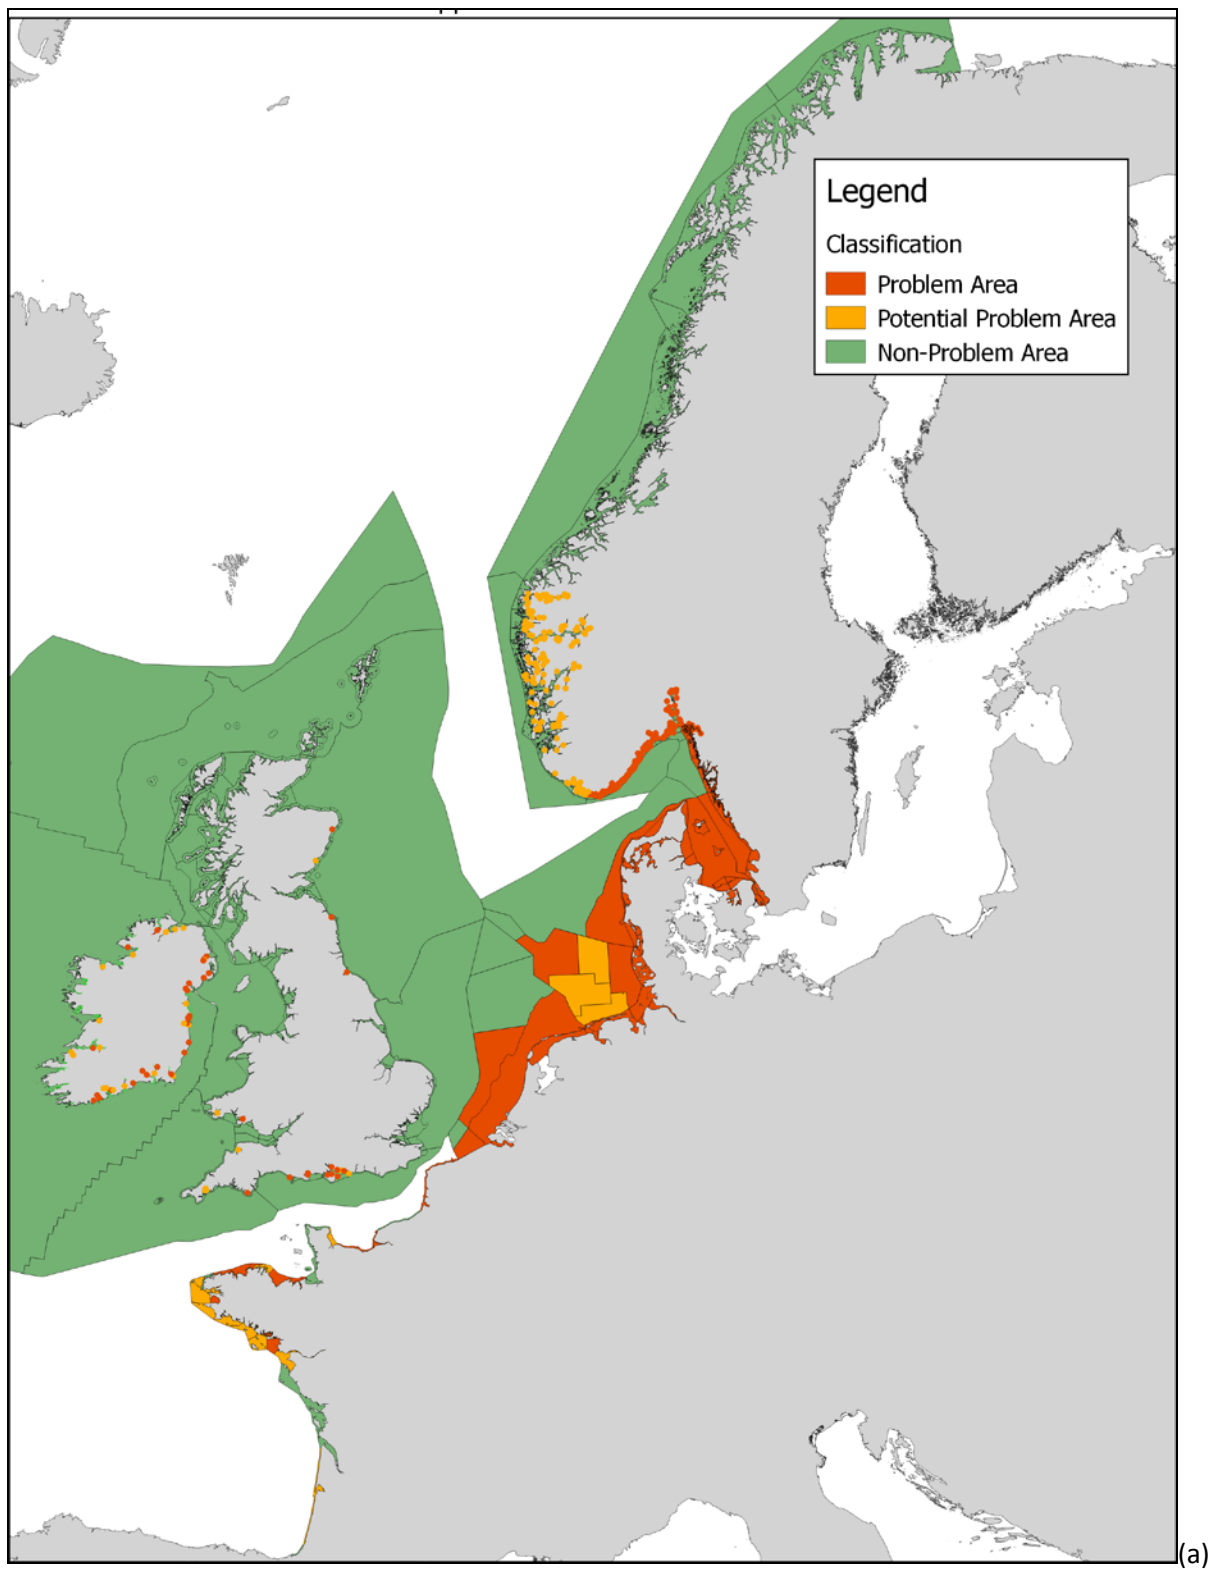 Legend
Classification
Problem Area
Potential Problem Area
Non-Problem Area
(a)